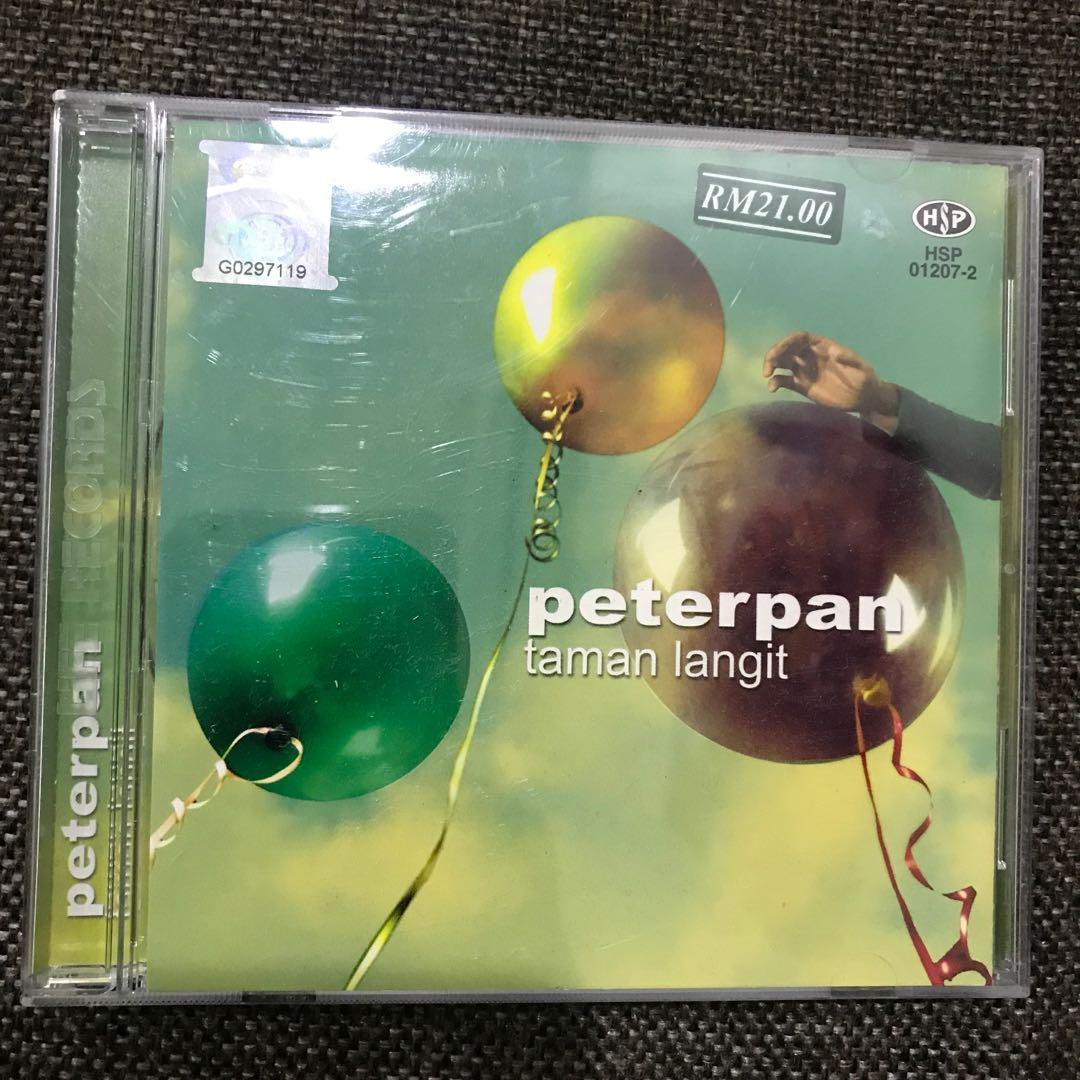 G0297119
RM21.00
HSP
HSP
01207-2
peterpan
taman langit
peterpan
RECORDS